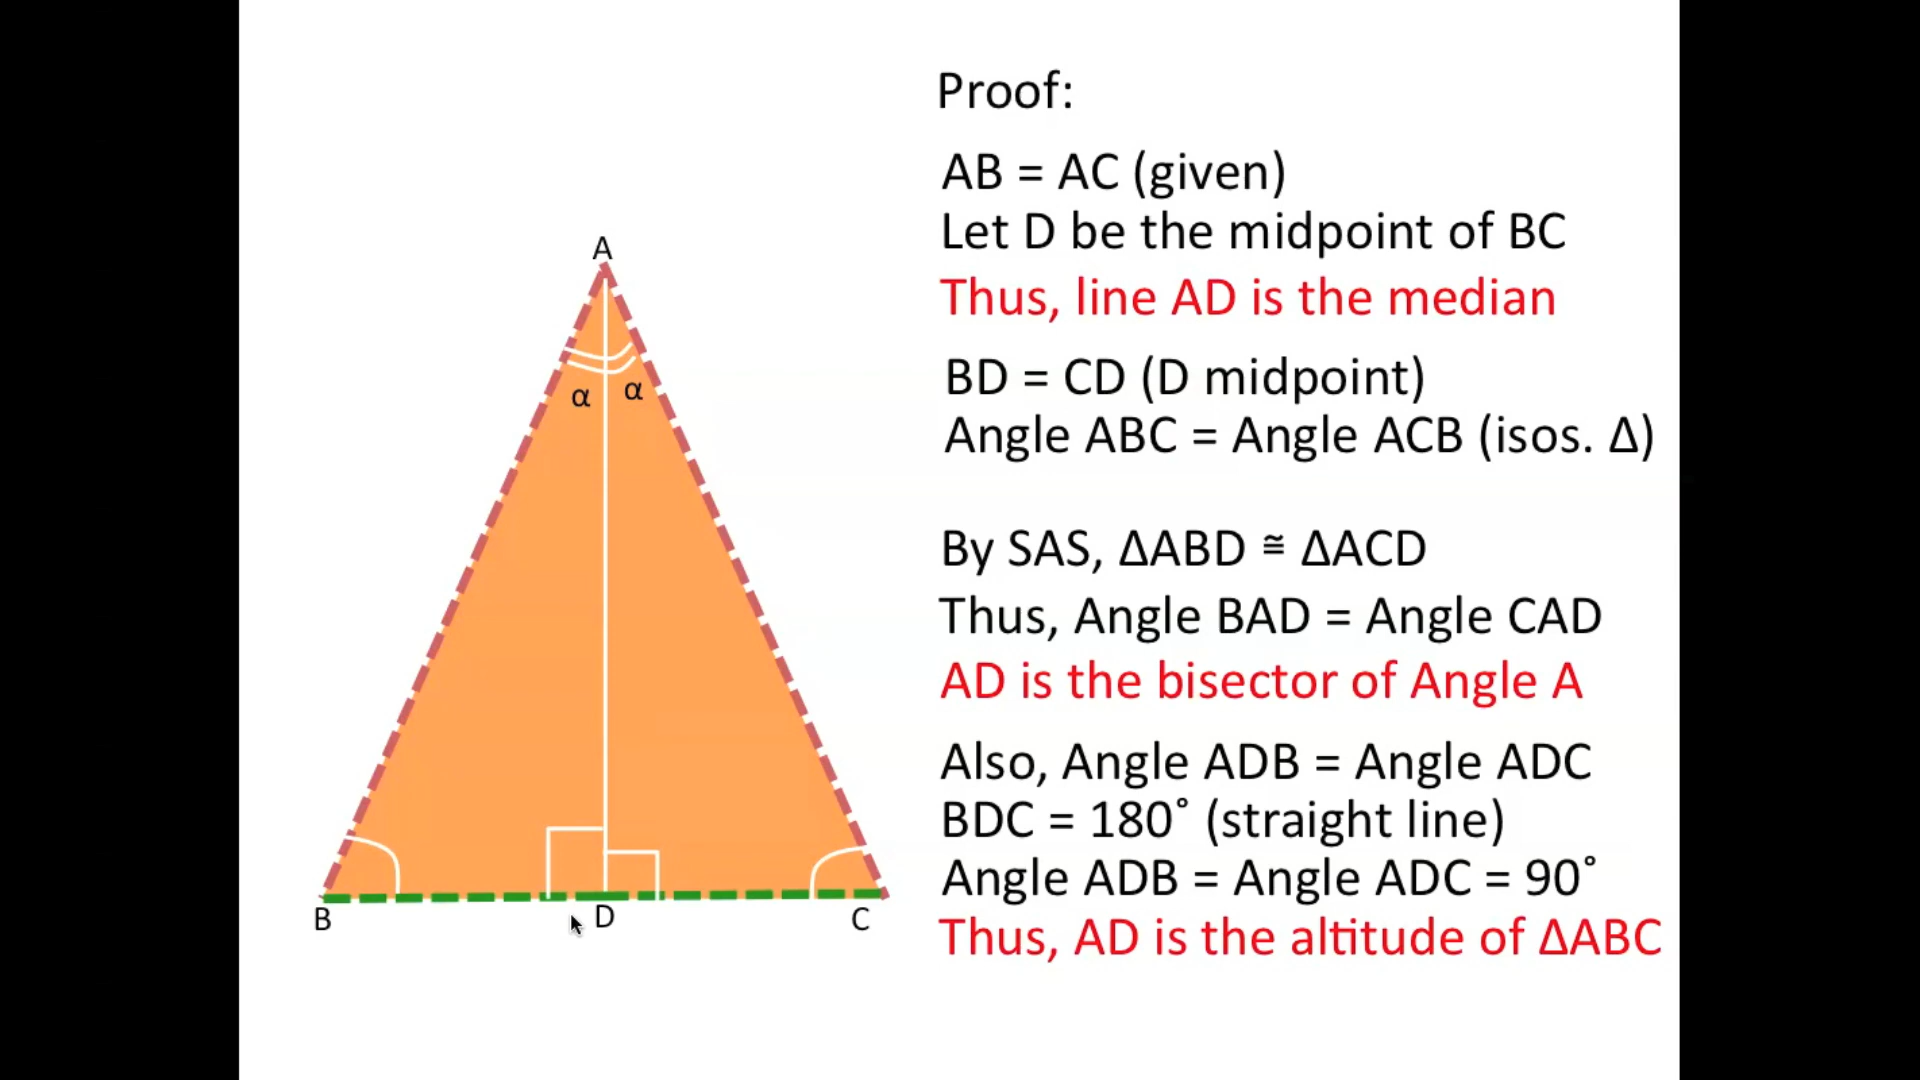 Proof:
AB = AC (given)
Let D be the midpoint of BC
Thus, line AD is the median
BD = CD (D midpoint)
Angle ABC = Angle ACB (isos. Δ)
By SAS, ΔABD ≅ ΔACD
Thus, Angle BAD = Angle CAD
AD is the bisector of Angle A
Also, Angle ADB = Angle ADC
BDC = 180˚ (straight line)
Angle ADB = Angle ADC = 90˚
Thus, AD is the altitude of ΔABC
A
α α
B D C